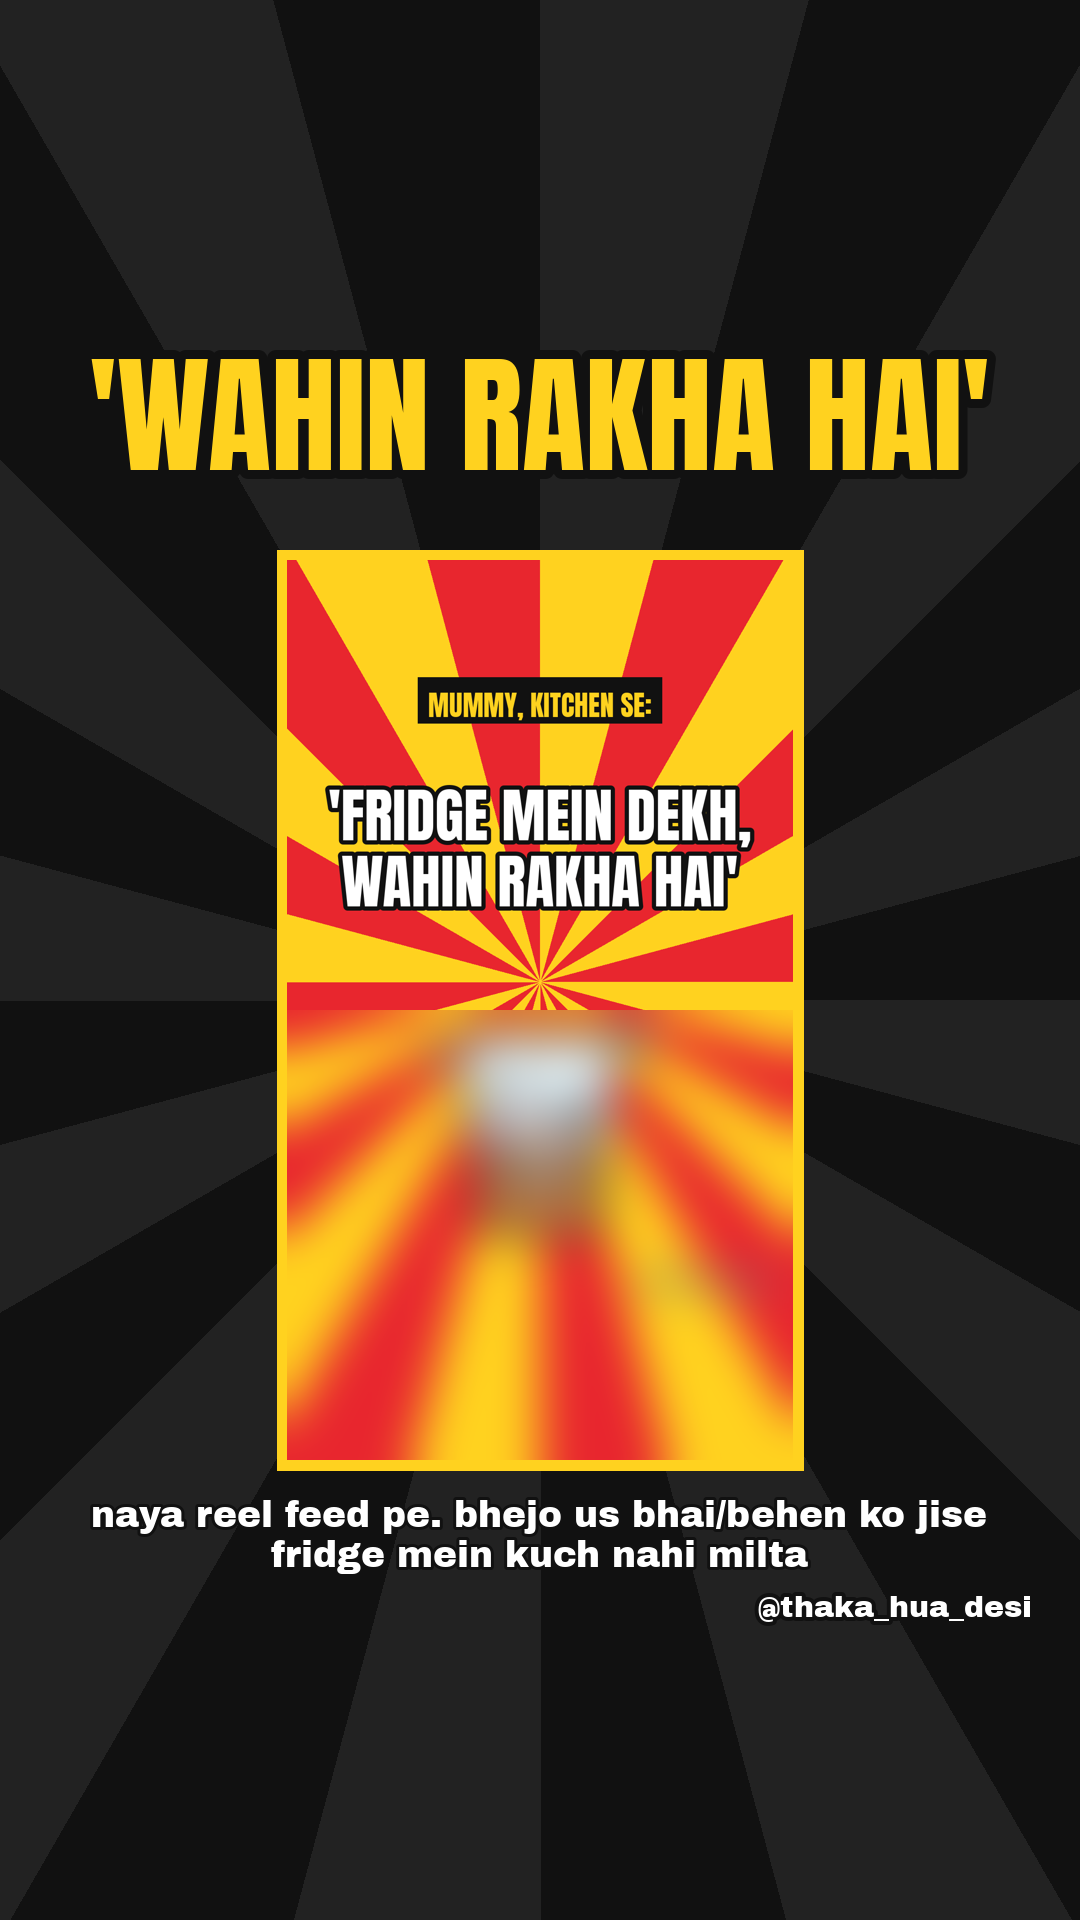 'WAHIN RAKHA HAI'
MUMMY, KITCHEN SE:
'FRIDGE MEIN DEKH,
WAHIN RAKHA HAI'
naya reel feed pe. bhejo us bhai/behen ko jise
fridge mein kuch nahi milta
@thaka_hua_desi